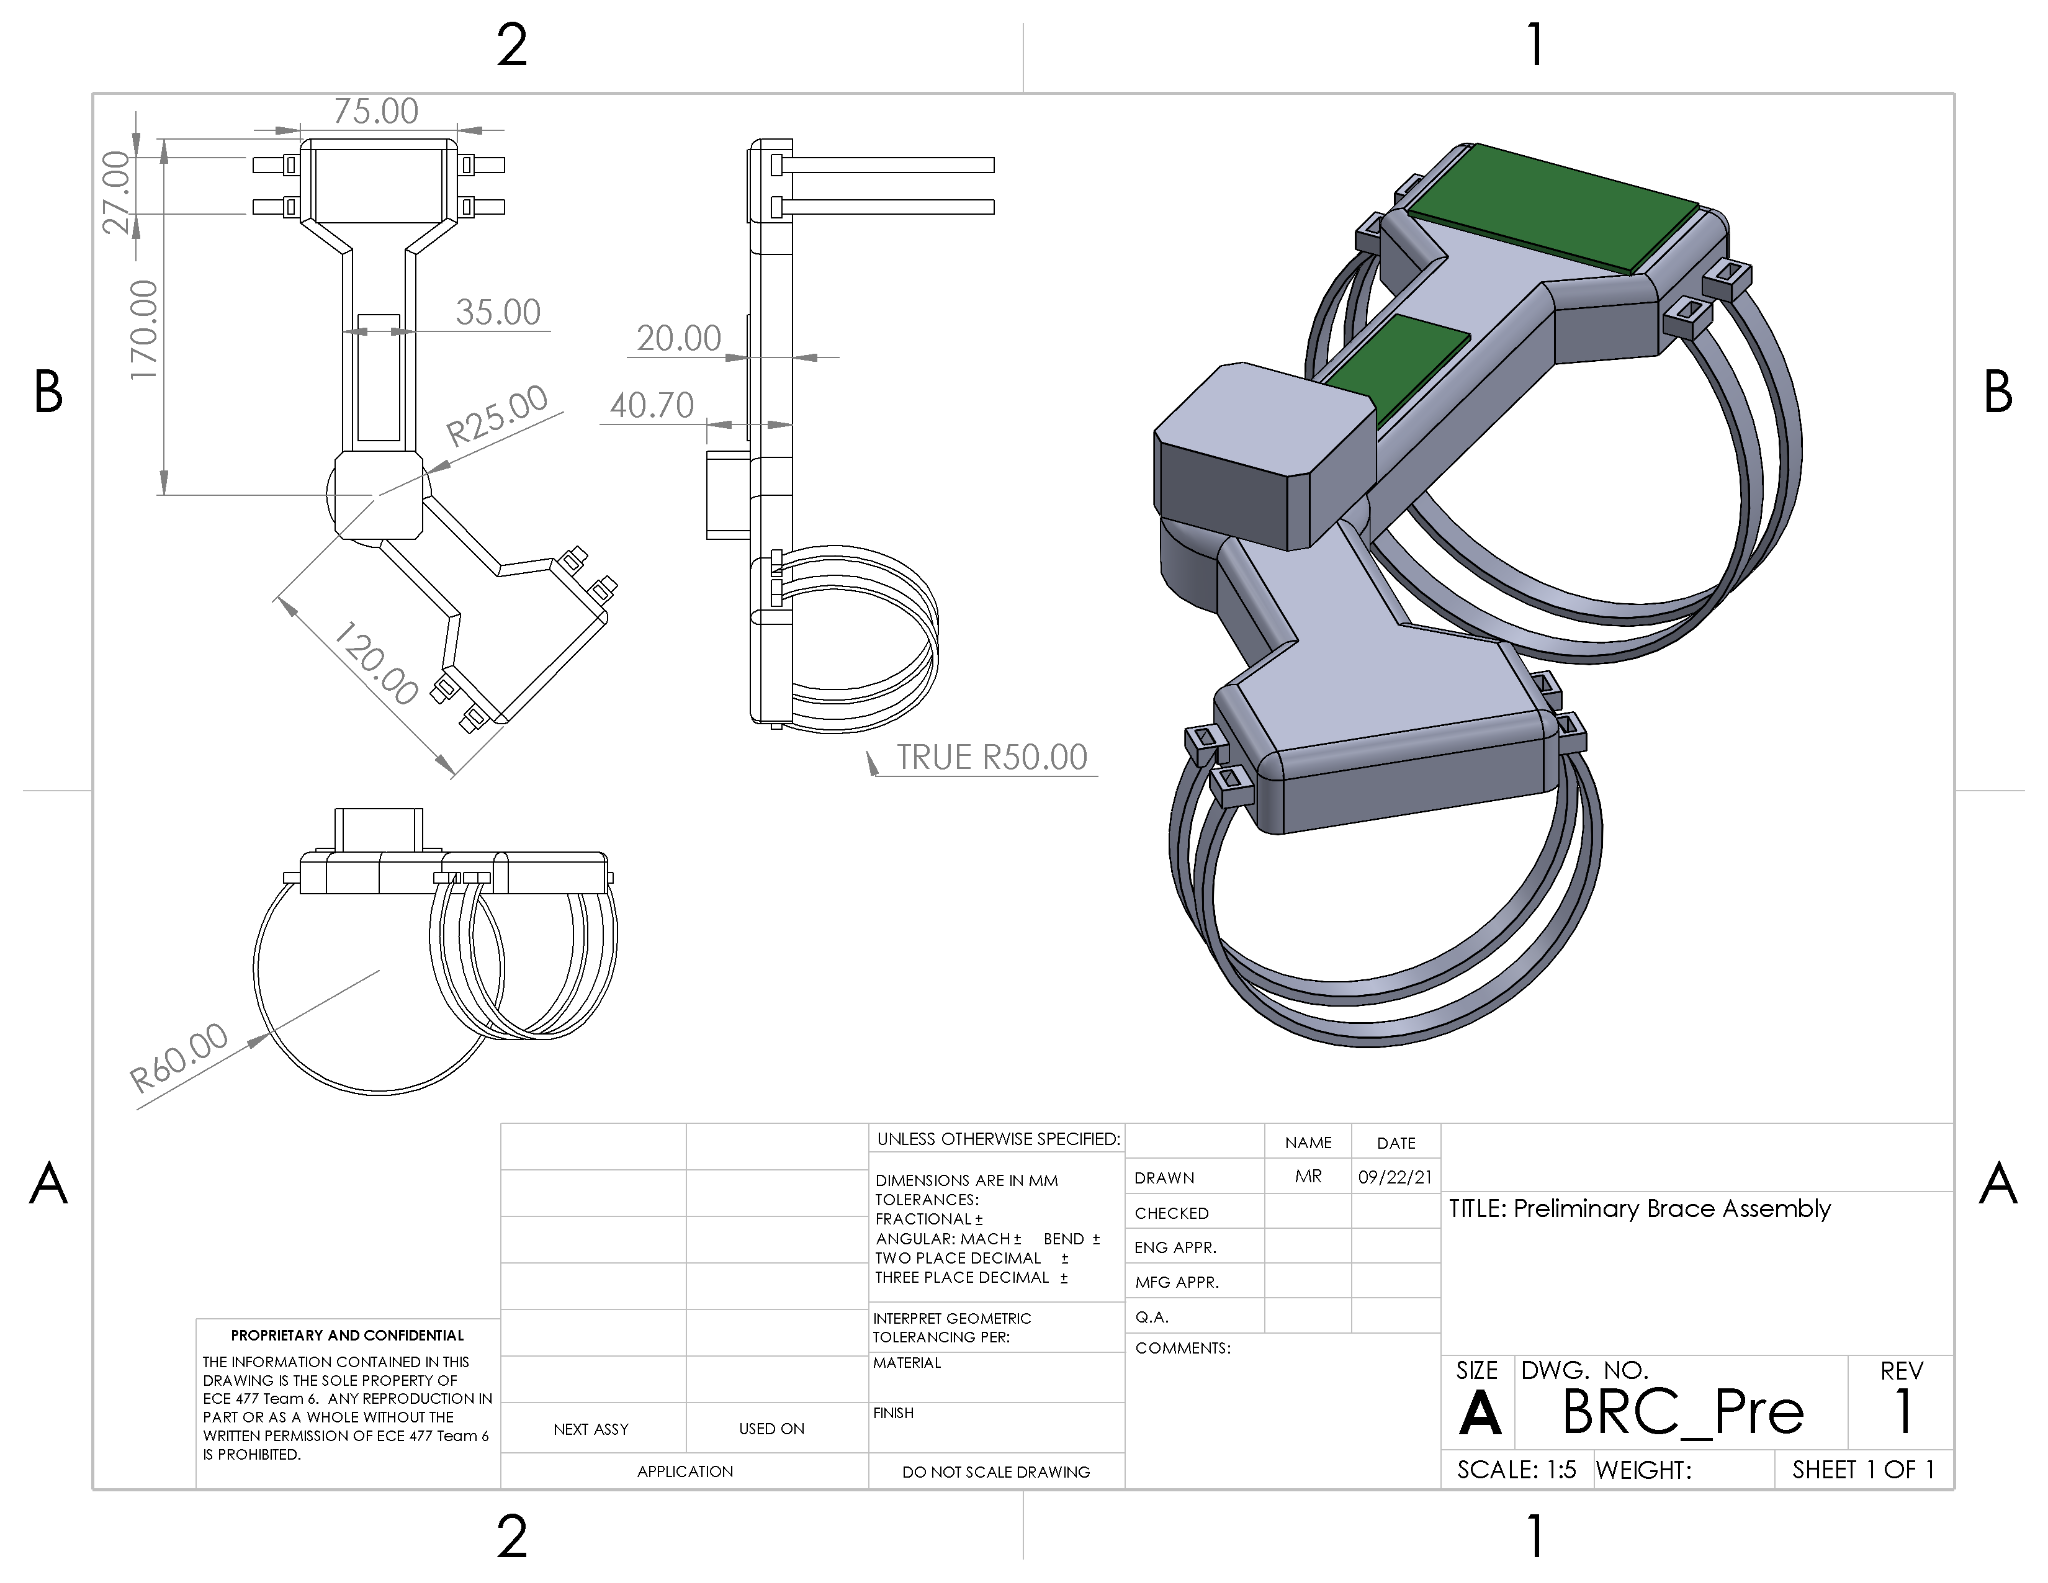 2
1
75.00
27.00
170.00
35.00
20.00
40.70
R25.00
B
B
120.00
TRUE R50.00
R60.00
A
A
UNLESS OTHERWISE SPECIFIED:
DIMENSIONS ARE IN MM
TOLERANCES:
FRACTIONAL ±
ANGULAR: MACH ± BEND ±
TWO PLACE DECIMAL ±
THREE PLACE DECIMAL ±
INTERPRET GEOMETRIC
TOLERANCING PER:
MATERIAL
FINISH
DO NOT SCALE DRAWING
NAME
DATE
DRAWN
MR
09/22/21
CHECKED
ENG APPR.
MFG APPR.
Q.A.
COMMENTS:
TITLE: Preliminary Brace Assembly
SIZE
A
DWG. NO.
BRC_Pre
REV
1
SCALE: 1:5
WEIGHT:
SHEET 1 OF 1
PROPRIETARY AND CONFIDENTIAL
THE INFORMATION CONTAINED IN THIS
DRAWING IS THE SOLE PROPERTY OF
ECE 477 Team 6. ANY REPRODUCTION IN
PART OR AS A WHOLE WITHOUT THE
WRITTEN PERMISSION OF ECE 477 Team 6
IS PROHIBITED.
NEXT ASSY
USED ON
APPLICATION
2
1